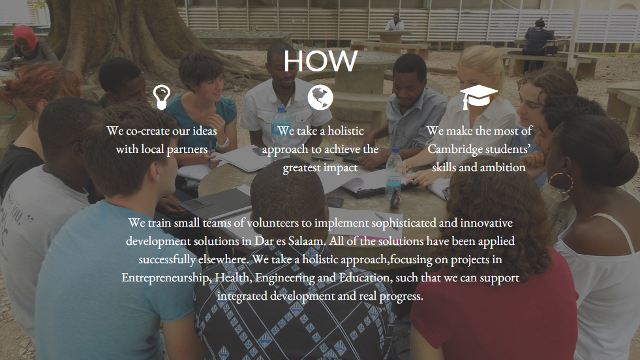 HOW
We co-create our ideas
with local partners
We take a holistic
approach to achieve the
greatest impact
We make the most of
Cambridge students'
skills and ambition
We train small teams of volunteers to implement sophisticated and innovative
development solutions in Dar es Salaam. All of the solutions have been applied
successfully elsewhere. We take a holistic approach,focusing on projects in
Entrepreneurship, Health, Engineering and Education, such that we can support
integrated development and real progress.